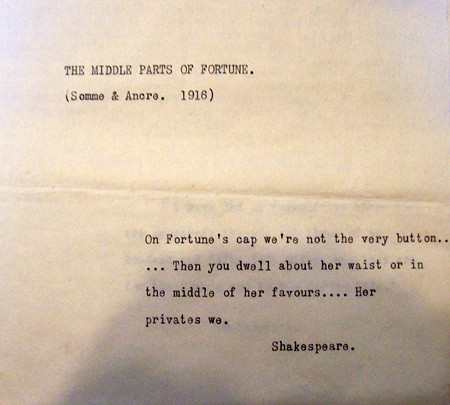 THE MIDDLE PARTS OF FORTUNE.
(Somme & Ancre. 1916)
On Fortune's cap we're not the very button..
... Then you dwell about her waist or in
the middle of her favours.... Her
privates we.
Shakespeare.